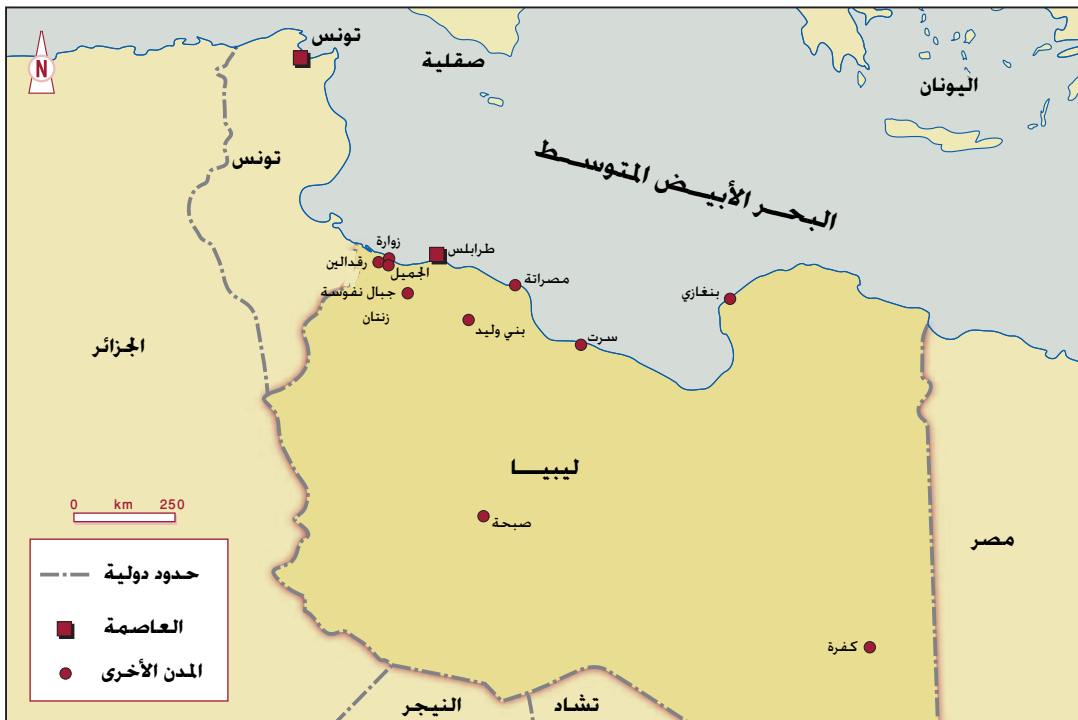 تونس
صقلية
اليونان
N
تونس
البحر الأبيض المتوسط
زوارة
طرابلس
رقدالين
الجميل
مصراتة
بنغازي
جبال نفوسة
زنتان
بني وليد
سرت
الجزائر
ليبيا
0 km 250
صبحة
مصر
حدود دولية
العاصمة
المدن الأخرى
كفرة
النيجر
تشاد